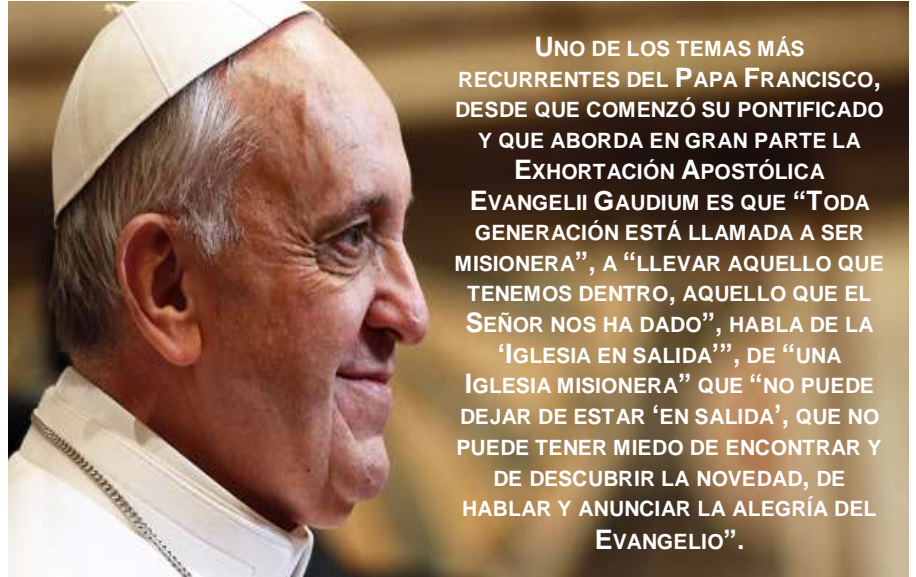 UNO DE LOS TEMAS MÁS
RECURRENTES DEL PAPA FRANCISCO,
DESDE QUE COMENZÓ SU PONTIFICADO
Y QUE ABORDA EN GRAN PARTE LA
EXHORTACIÓN APOSTÓLICA
EVANGELII GAUDIUM ES QUE “TODA
GENERACIÓN ESTÁ LLAMADA A SER
MISIONERA”, A “LLEVAR AQUELLO QUE
TENEMOS DENTRO, AQUELLO QUE EL
SEÑOR NOS HA DADO”, HABLA DE LA
‘IGLESIA EN SALIDA’”, DE “UNA
IGLESIA MISIONERA” QUE “NO PUEDE
DEJAR DE ESTAR ‘EN SALIDA’, QUE NO
PUEDE TENER MIEDO DE ENCONTRAR Y
DE DESCUBRIR LA NOVEDAD, DE
HABLAR Y ANUNCIAR LA ALEGRÍA DEL
EVANGELIO”.